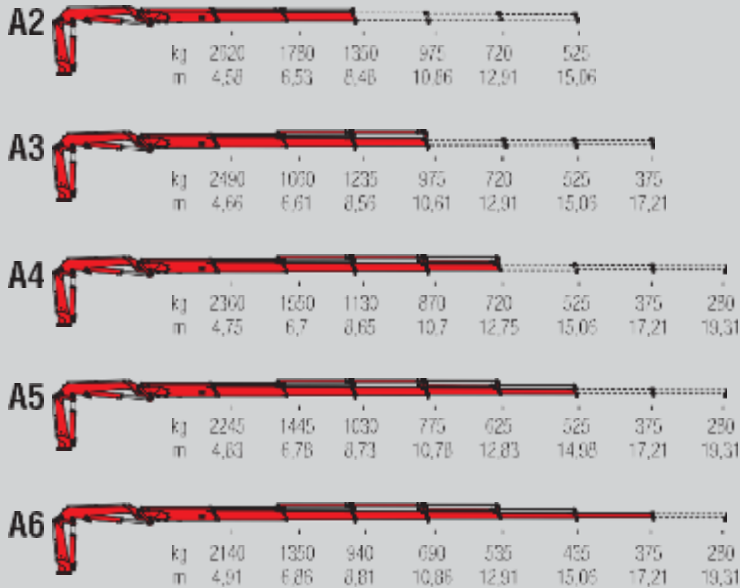 A2
kg 2620 1780 1350 975 720 525
m 4,58 6,53 8,48 10,86 12,91 15,06
A3
kg 2490 1660 1235 975 720 525 375
m 4,66 6,61 8,56 10,61 12,91 15,06 17,21
A4
kg 2360 1550 1130 870 720 525 375 280
m 4,75 6,7 8,65 10,7 12,75 15,06 17,21 19,31
A5
kg 2245 1445 1030 775 625 525 375 280
m 4,83 6,78 8,73 10,78 12,83 14,98 17,21 19,31
A6
kg 2140 1350 940 690 535 435 375 280
m 4,91 6,86 8,81 10,86 12,91 15,06 17,21 19,31